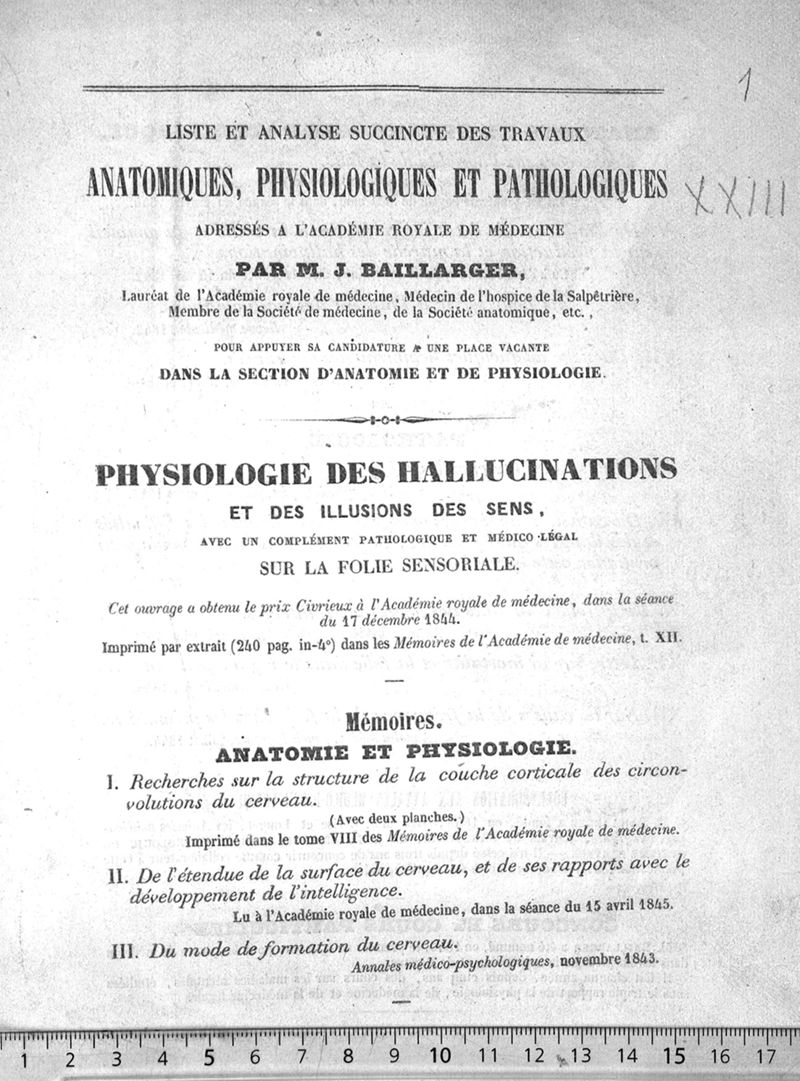 1
LISTE ET ANALYSE SUCCINCTE DES TRAVAUX
ANATOMIQUES, PHYSIOLOGIQUES ET PATHOLOGIQUES
XXIII
ADRESSÉS A L'ACADÉMIE ROYALE DE MÉDECINE
PAR M. J. BAILLARGER,
Lauréat de l'Académie royale de médecine, Médecin de l'hospice de la Salpêtrière,
Membre de la Société de médecine, de la Société anatomique, etc.,
POUR APPUYER SA CANDIDATURE A UNE PLACE VACANTE
DANS LA SECTION D'ANATOMIE ET DE PHYSIOLOGIE.
PHYSIOLOGIE DES HALLUCINATIONS
ET DES ILLUSIONS DES SENS,
AVEC UN COMPLÉMENT PATHOLOGIQUE ET MÉDICO-LÉGAL
SUR LA FOLIE SENSORIALE.
Cet ouvrage a obtenu le prix Civrieux à l'Académie royale de médecine, dans la séance
du 17 décembre 1844.
Imprimé par extrait (240 pag. in-4°) dans les Mémoires de l'Académie de médecine, t. XII.
Mémoires.
ANATOMIE ET PHYSIOLOGIE.
I. Recherches sur la structure de la couche corticale des circon-
volutions du cerveau.
(Avec deux planches.)
Imprimé dans le tome VIII des Mémoires de l'Académie royale de médecine.
II. De l'étendue de la surface du cerveau, et de ses rapports avec le
développement de l'intelligence.
Lu à l'Académie royale de médecine, dans la séance du 15 avril 1845.
III. Du mode de formation du cerveau.
Annales médico-psychologiques, novembre 1843.
1 2 3 4 5 6 7 8 9 10 11 12 13 14 15 16 17